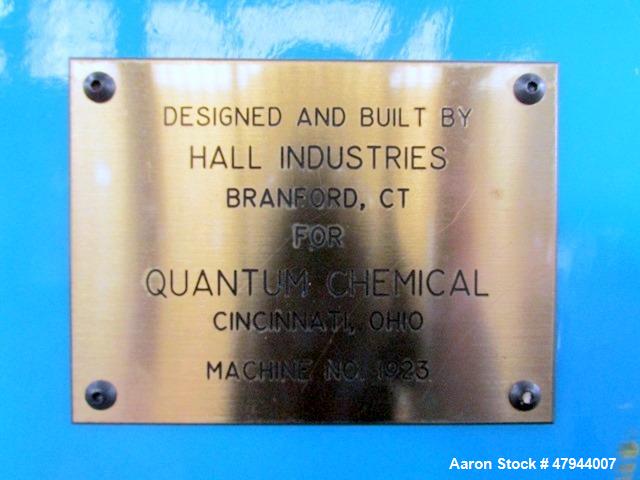 DESIGNED AND BUILT BY
HALL INDUSTRIES
BRANFORD, CT
FOR
QUANTUM CHEMICAL
CINCINNATI, OHIO
MACHINE NO. 1923
Aaron Stock # 47944007